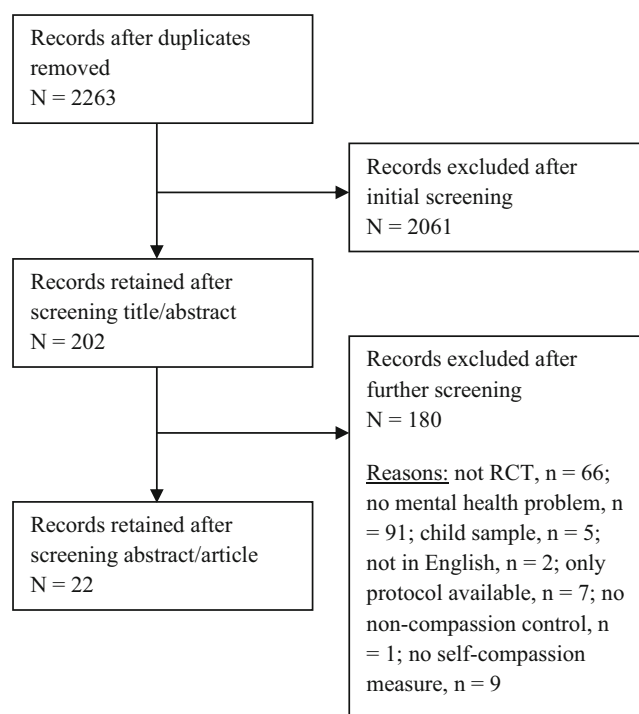 Records after duplicates
removed
N = 2263
Records excluded after
initial screening
N = 2061
Records retained after
screening title/abstract
N = 202
Records excluded after
further screening
N = 180
Reasons: not RCT, n = 66;
no mental health problem, n
= 91; child sample, n = 5;
not in English, n = 2; only
protocol available, n = 7; no
non-compassion control, n
= 1; no self-compassion
measure, n = 9
Records retained after
screening abstract/article
N = 22